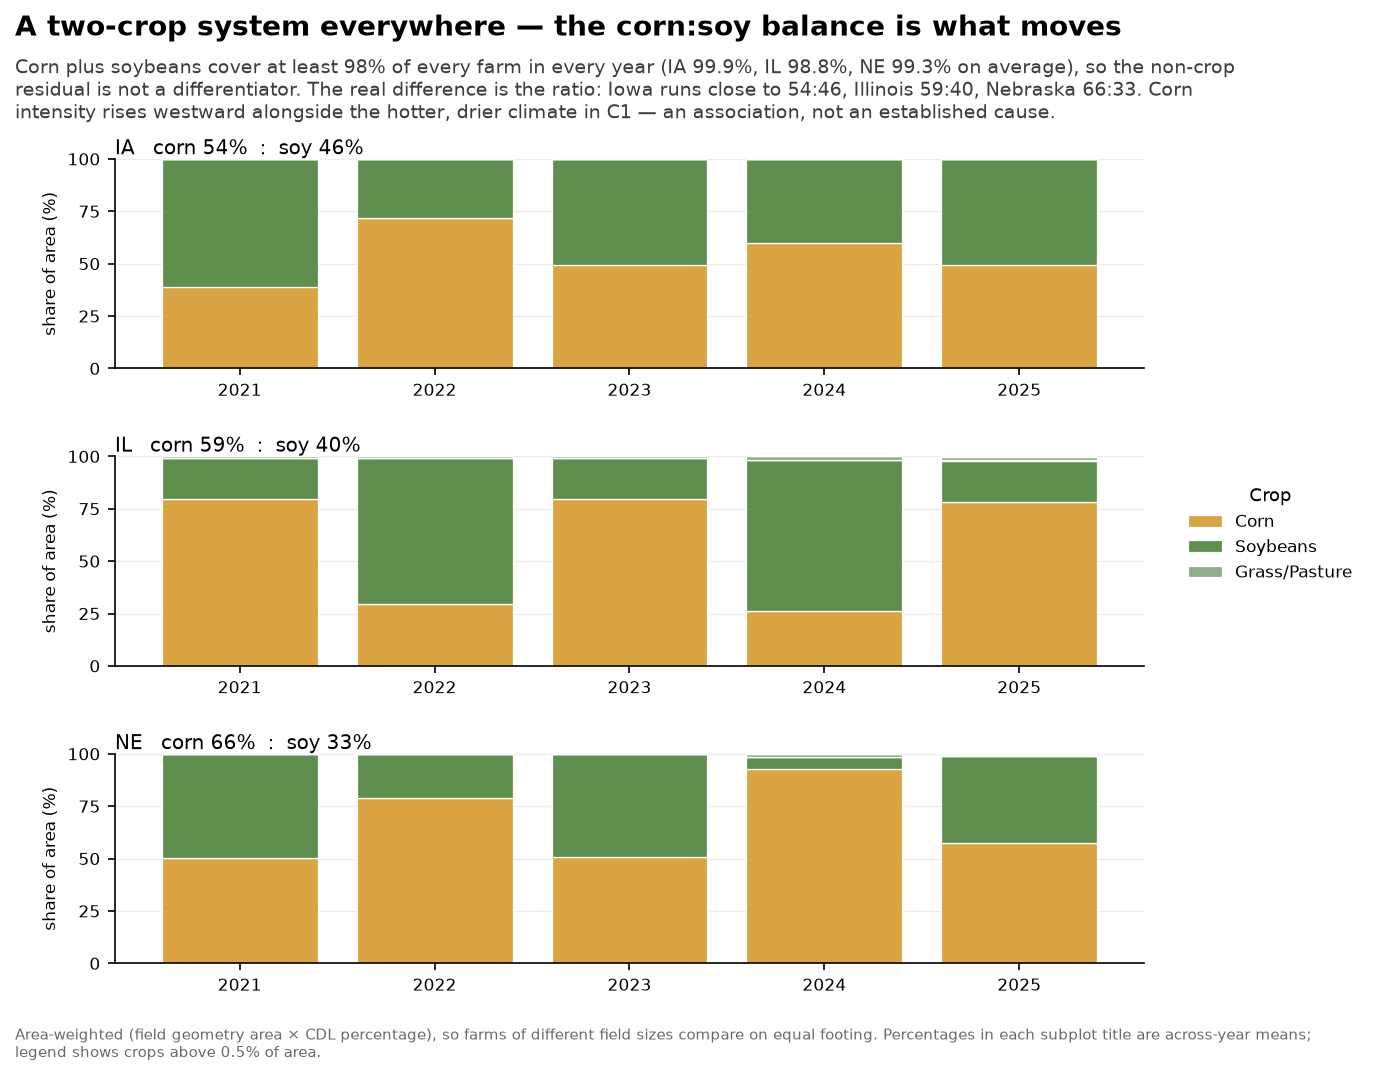 A two-crop system everywhere — the corn:soy balance is what moves
Corn plus soybeans cover at least 98% of every farm in every year (IA 99.9%, IL 98.8%, NE 99.3% on average), so the non-crop
residual is not a differentiator. The real difference is the ratio: Iowa runs close to 54:46, Illinois 59:40, Nebraska 66:33. Corn
intensity rises westward alongside the hotter, drier climate in C1 — an association, not an established cause.
IA   corn 54%  :  soy 46%
share of area (%)
100
75
50
25
0
2021 2022 2023 2024 2025
IL   corn 59%  :  soy 40%
share of area (%)
100
75
50
25
0
2021 2022 2023 2024 2025
Crop
Corn
Soybeans
Grass/Pasture
NE   corn 66%  :  soy 33%
share of area (%)
100
75
50
25
0
2021 2022 2023 2024 2025
Area-weighted (field geometry area × CDL percentage), so farms of different field sizes compare on equal footing. Percentages in each subplot title are across-year means;
legend shows crops above 0.5% of area.